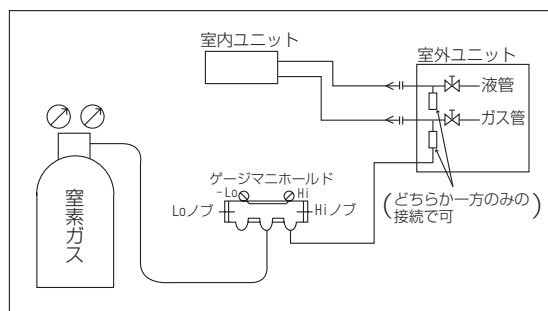 室内ユニット
室外ユニット
液管
ガス管
ゲージマニホールド
-Lo
Hi
Loノブ
Hiノブ
(どちらか一方のみの
接続で可)
窒素ガス